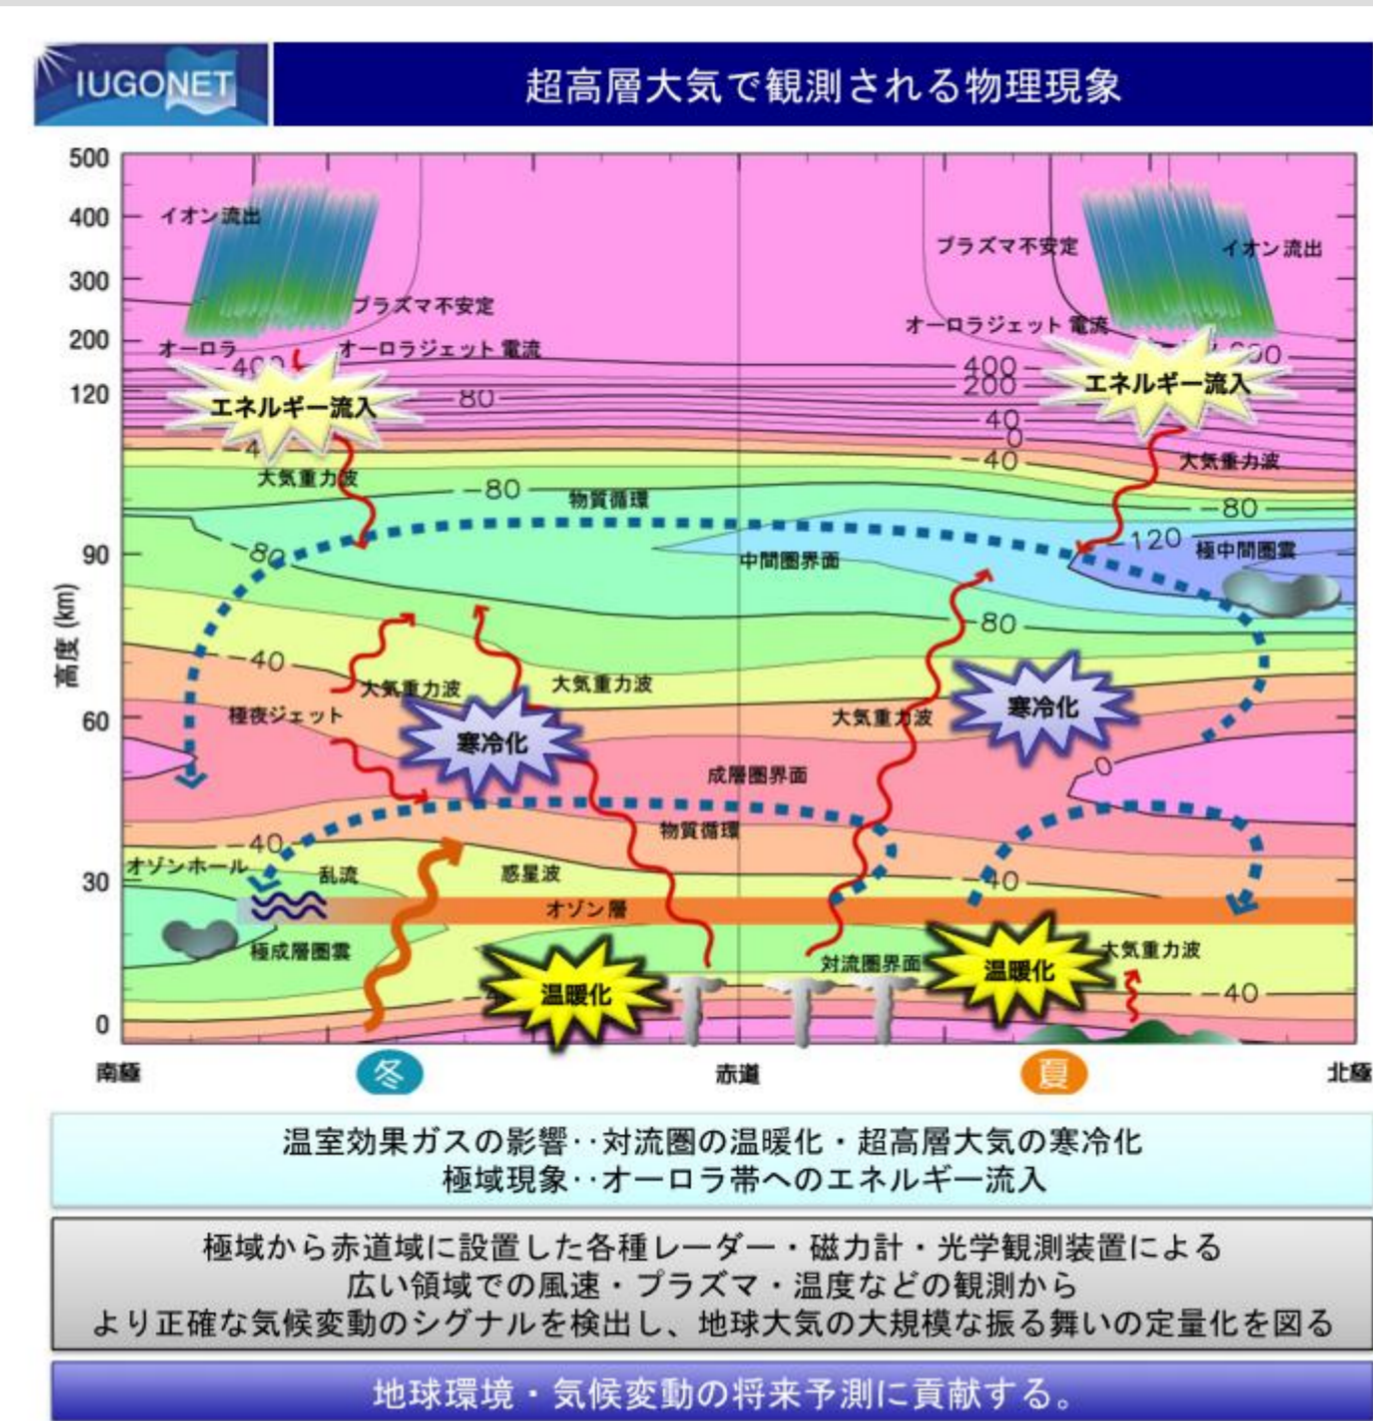 IUGONET
超高層大気で観測される物理現象
500
400
300
200
120
90
60
30
0
高度 (km)
イオン流出
プラズマ不安定
オーロラ
オーロラジェット電流
400
エネルギー流入
80
大気重力波
プラズマ不安定
イオン流出
オーロラジェット電流
400
200
40
0
-40
エネルギー流入
大気重力波
-80
物質循環
-80
-80
中間圏界面
-120
極中間圏雲
-80
-40
大気重力波
大気重力波
極夜ジェット
寒冷化
大気重力波
寒冷化
成層圏界面
0
物質循環
-40
オゾンホール
乱流
惑星波
-40
オゾン層
極成層圏雲
温暖化
対流圏界面
温暖化
大気重力波
-40
南極
冬
赤道
夏
北極
温室効果ガスの影響‥対流圏の温暖化・超高層大気の寒冷化
極域現象‥オーロラ帯へのエネルギー流入
極域から赤道域に設置した各種レーダー・磁力計・光学観測装置による
広い領域での風速・プラズマ・温度などの観測から
より正確な気候変動のシグナルを検出し、地球大気の大規模な振る舞いの定量化を図る
地球環境・気候変動の将来予測に貢献する。